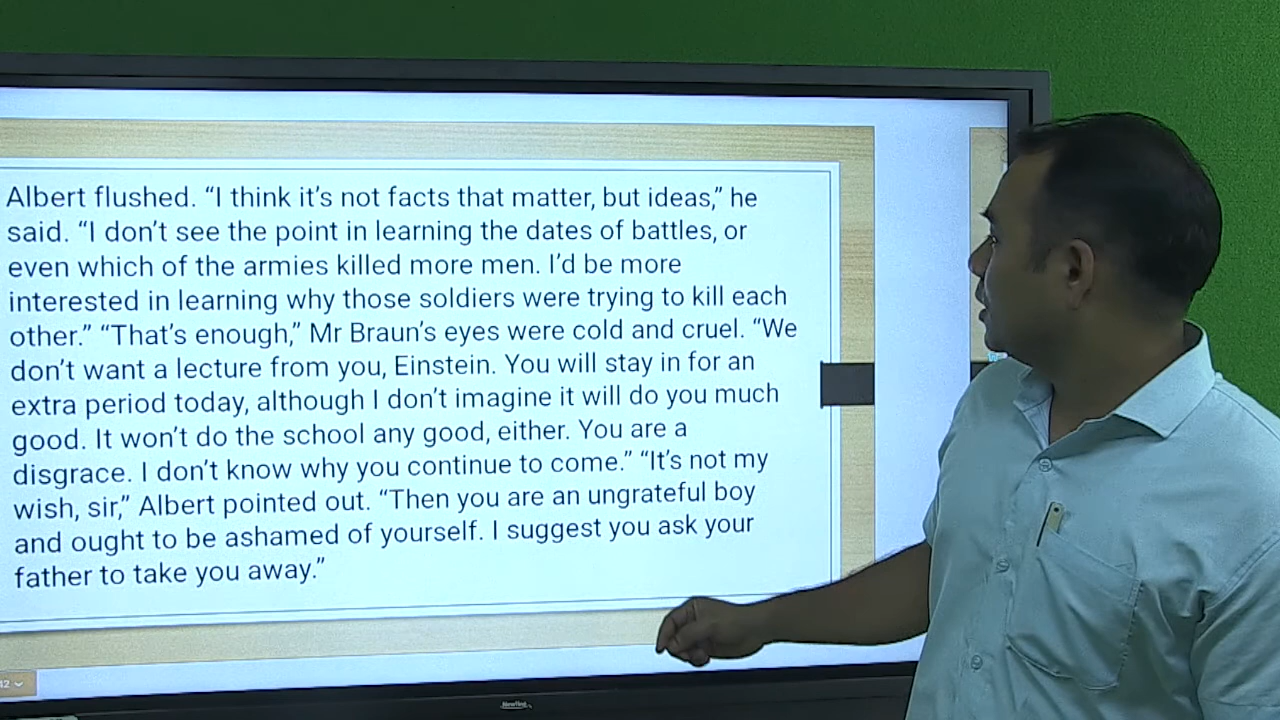 Albert flushed. “I think it’s not facts that matter, but ideas,” he
said. “I don’t see the point in learning the dates of battles, or
even which of the armies killed more men. I’d be more
interested in learning why those soldiers were trying to kill each
other.” “That’s enough,” Mr Braun’s eyes were cold and cruel. “We
don’t want a lecture from you, Einstein. You will stay in for an
extra period today, although I don’t imagine it will do you much
good. It won’t do the school any good, either. You are a
disgrace. I don’t know why you continue to come.” “It’s not my
wish, sir,” Albert pointed out. “Then you are an ungrateful boy
and ought to be ashamed of yourself. I suggest you ask your
father to take you away.”